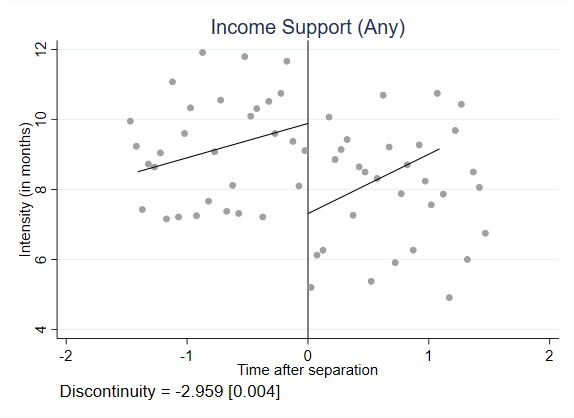 Income Support (Any)
Intensity (in months)
12
10
8
6
4
-2
-1
0
1
2
Time after separation
Discontinuity = -2.959 [0.004]